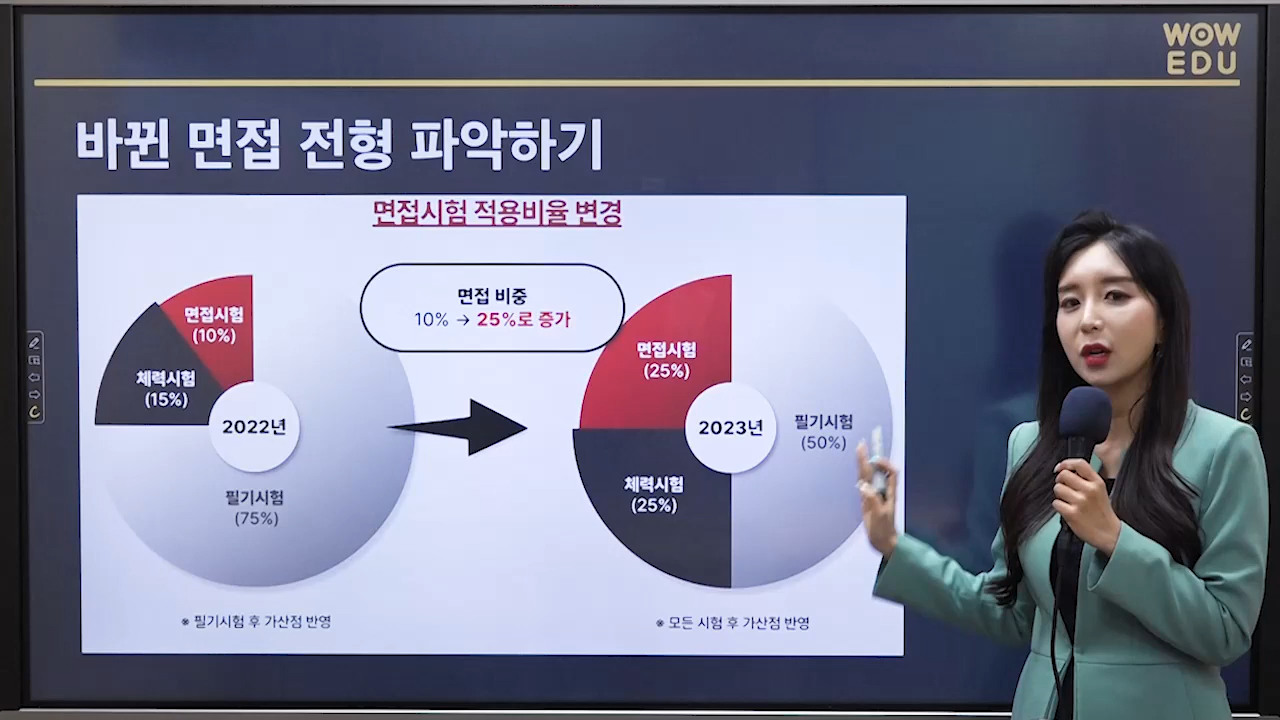 WOW
EDU
바뀐 면접 전형 파악하기
면접시험 적용비율 변경
면접 비중
10% → 25%로 증가
면접시험
(10%)
체력시험
(15%)
2022년
필기시험
(75%)
※ 필기시험 후 가산점 반영
면접시험
(25%)
2023년
필기시험
(50%)
체력시험
(25%)
※ 모든 시험 후 가산점 반영